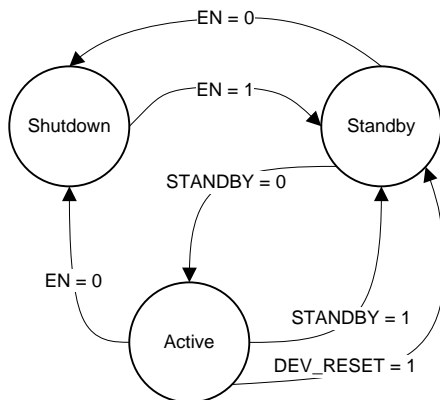 EN = 0
EN = 1
Shutdown
Standby
STANDBY = 0
EN = 0
STANDBY = 1
Active
DEV_RESET = 1